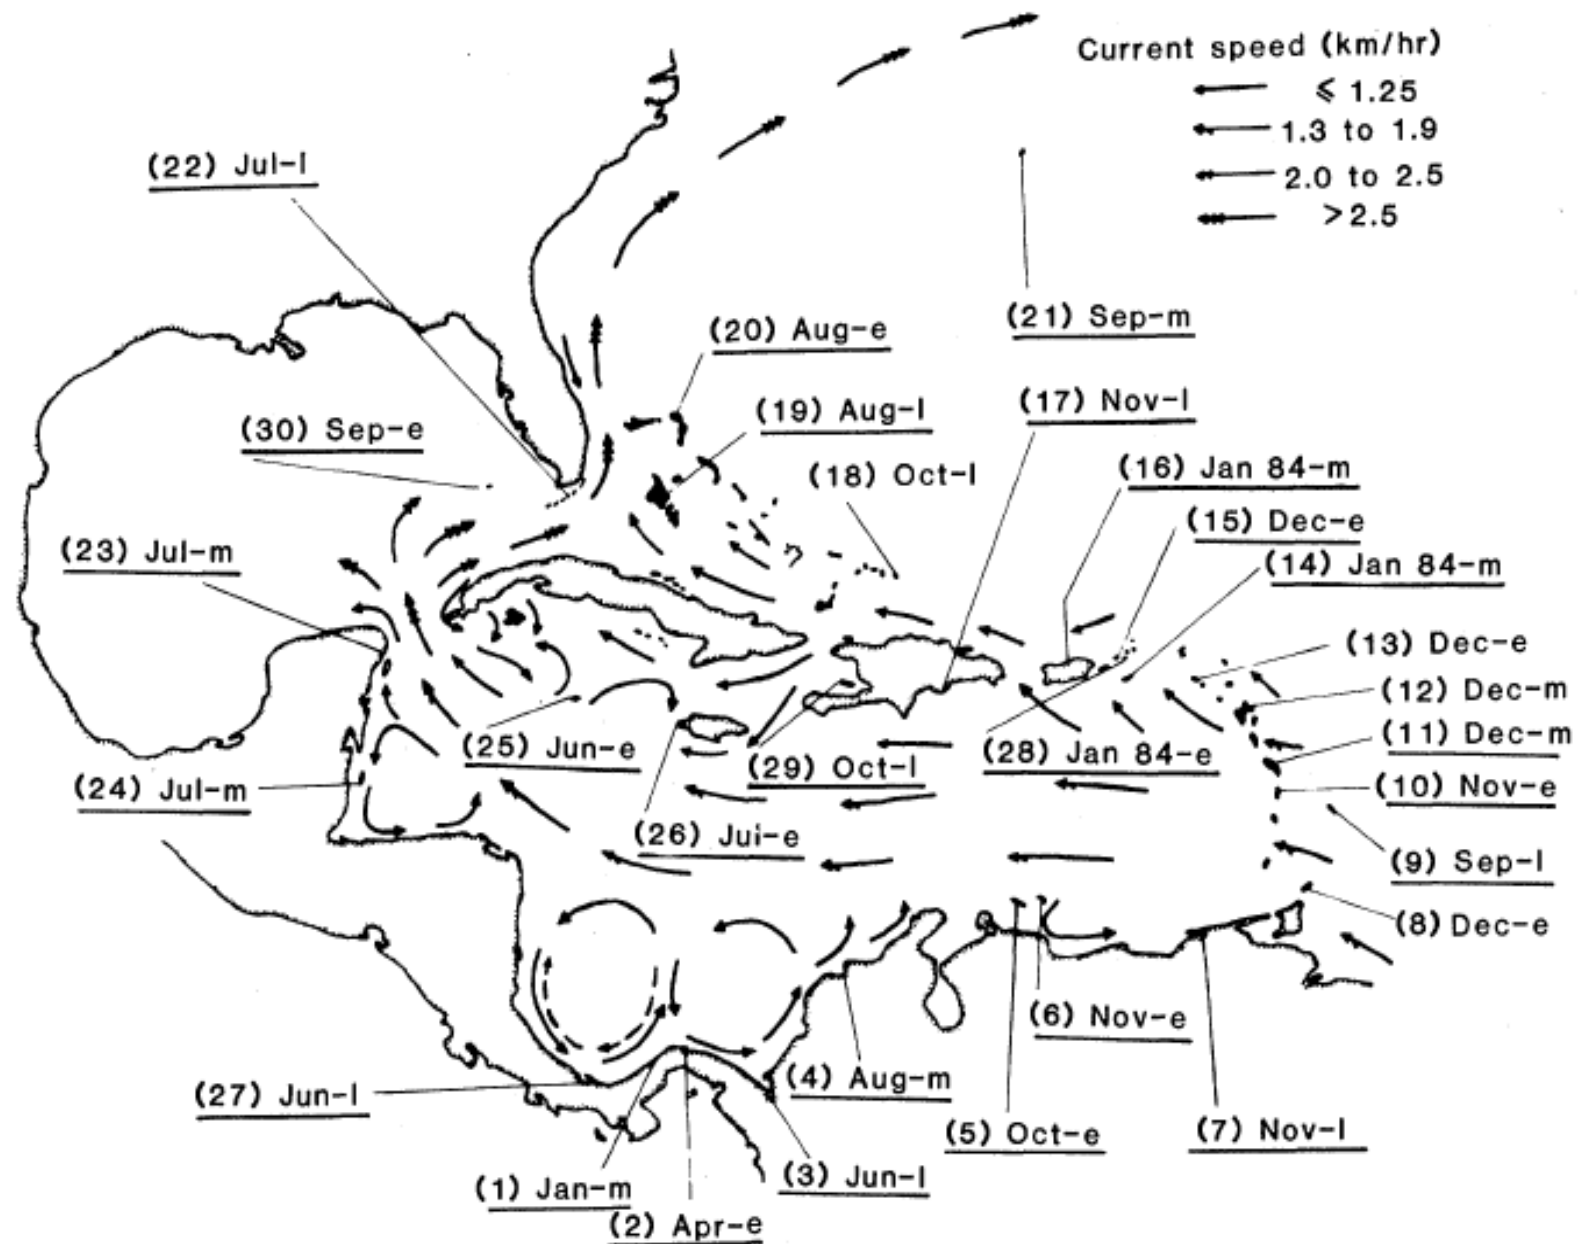 Current speed (km/hr)
⩽ 1.25
1.3 to 1.9
2.0 to 2.5
>2.5
(22) Jul-l
(21) Sep-m
(20) Aug-e
(17) Nov-l
(19) Aug-l
(30) Sep-e
(18) Oct-l
(16) Jan 84-m
(15) Dec-e
(23) Jul-m
(14) Jan 84-m
(13) Dec-e
(12) Dec-m
(11) Dec-m
(25) Jun-e
(28) Jan 84-e
(29) Oct-l
(24) Jul-m
(10) Nov-e
(26) Jui-e
(9) Sep-l
(8) Dec-e
(6) Nov-e
(4) Aug-m
(27) Jun-l
(5) Oct-e
(7) Nov-l
(3) Jun-l
(1) Jan-m
(2) Apr-e